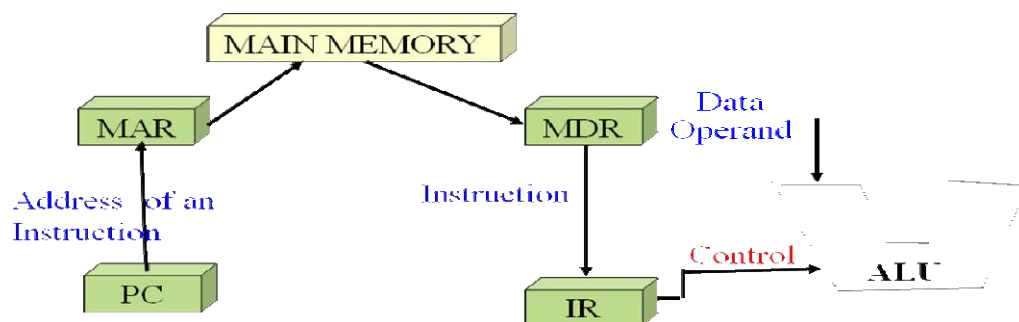 MAIN MEMORY
MAR
MDR
Data
Operand
Address of an
Instruction
Instruction
Control
ALU
PC
IR